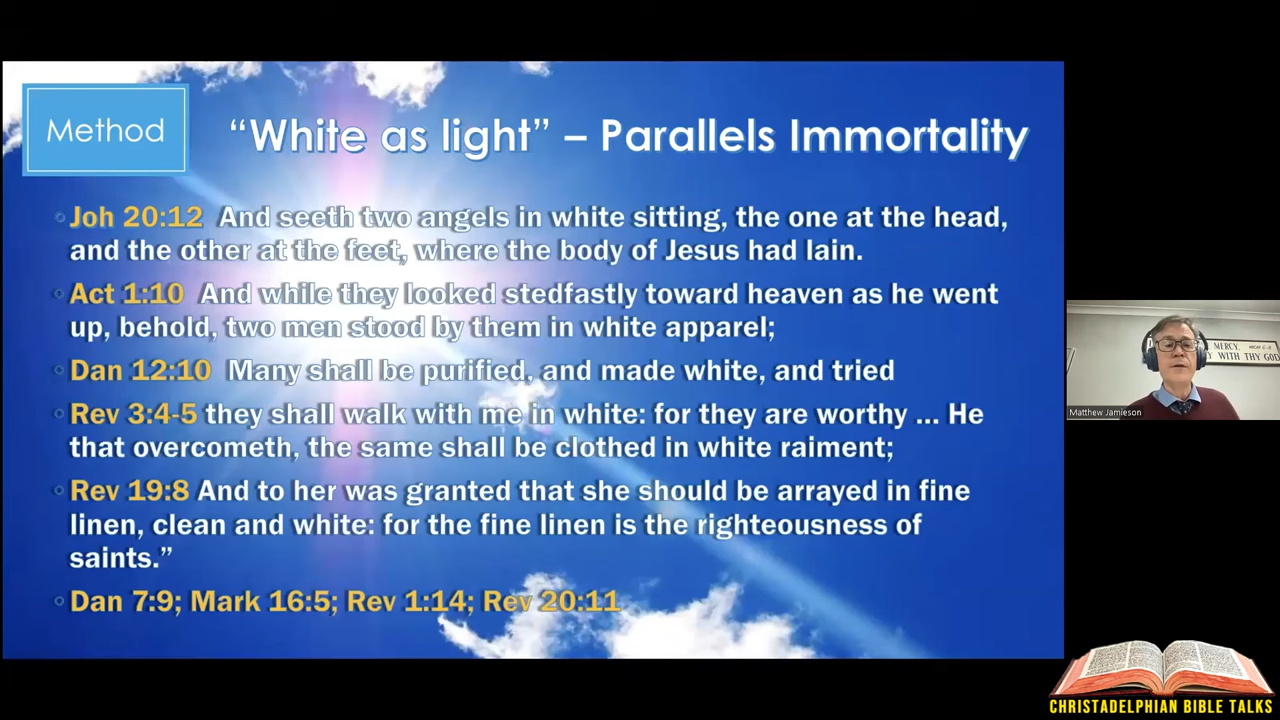 Method
“White as light” – Parallels Immortality
Joh 20:12 And seeth two angels in white sitting, the one at the head,
and the other at the feet, where the body of Jesus had lain.
Act 1:10 And while they looked stedfastly toward heaven as he went
up, behold, two men stood by them in white apparel;
Dan 12:10 Many shall be purified, and made white, and tried
Rev 3:4-5 they shall walk with me in white: for they are worthy ... He
that overcometh, the same shall be clothed in white raiment;
Rev 19:8 And to her was granted that she should be arrayed in fine
linen, clean and white: for the fine linen is the righteousness of
saints.”
Dan 7:9; Mark 16:5; Rev 1:14; Rev 20:11
MERCY,
Y WITH THY GOD
Matthew Jamieson
CHRISTADELPHIAN BIBLE TALKS